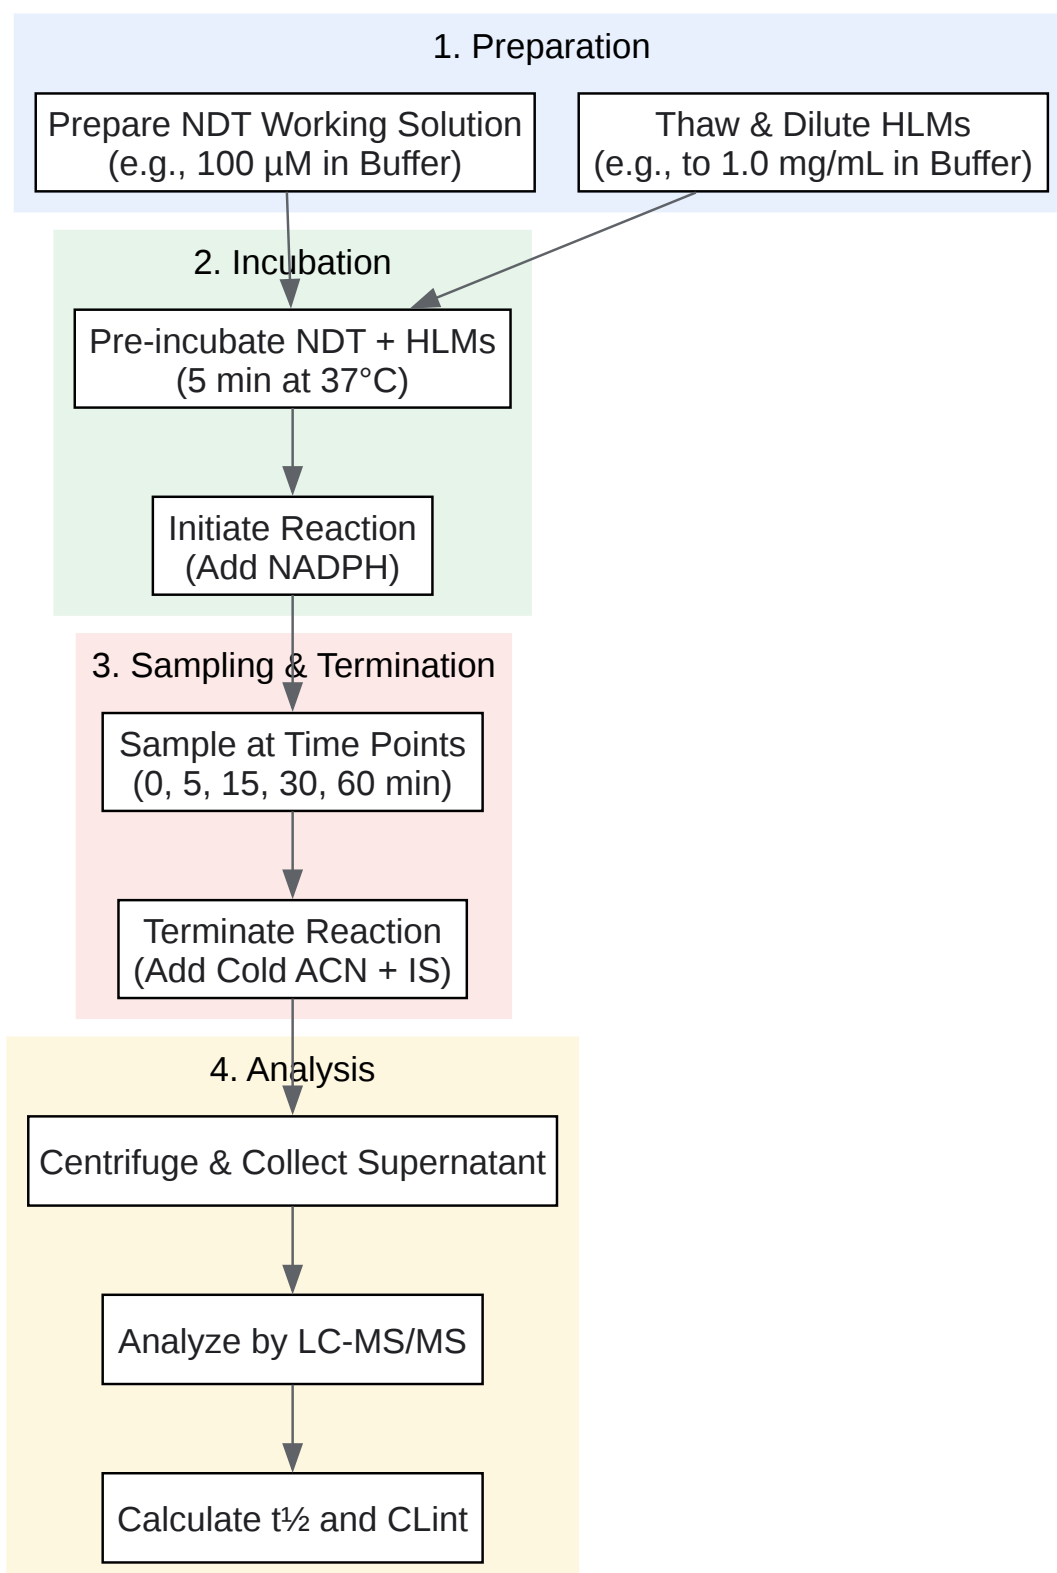 1. Preparation
Prepare NDT Working Solution
(e.g., 100 µM in Buffer)
Thaw & Dilute HLMs
(e.g., to 1.0 mg/mL in Buffer)
2. Incubation
Pre-incubate NDT + HLMs
(5 min at 37°C)
Initiate Reaction
(Add NADPH)
3. Sampling & Termination
Sample at Time Points
(0, 5, 15, 30, 60 min)
Terminate Reaction
(Add Cold ACN + IS)
4. Analysis
Centrifuge & Collect Supernatant
Analyze by LC-MS/MS
Calculate t½ and CLint